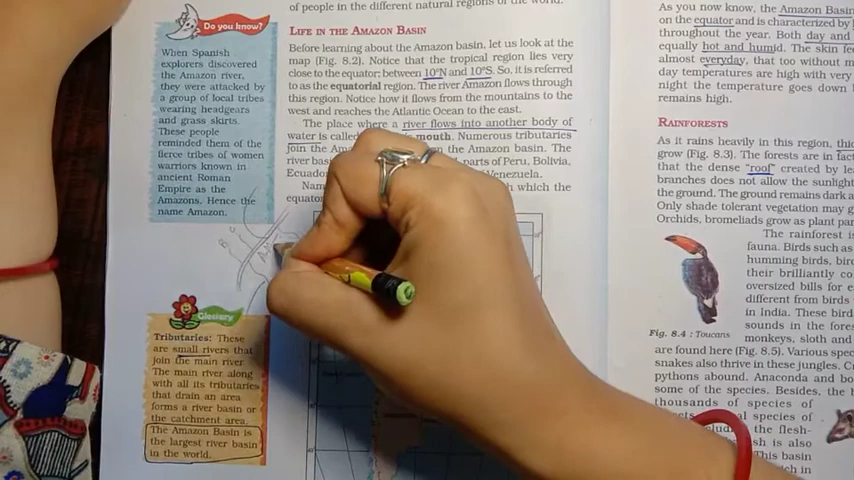 of people in the different natural regions of the world.
LIFE IN THE AMAZON BASIN
Before learning about the Amazon basin, let us look at the
map (Fig. 8.2). Notice that the tropical region lies very
close to the equator; between 10°N and 10°S. So, it is referred
to as the equatorial region. The river Amazon flows through
this region. Notice how it flows from the mountains to the
west and reaches the Atlantic Ocean to the east.
The place where a river flows into another body of
water is called mouth. Numerous tributaries
join the Amazon basin. The
river basi parts of Peru, Bolivia,
Ecuado Venezuela.
Nam which the
equato
Do you know?
When Spanish
explorers discovered
the Amazon river,
they were attacked by
a group of local tribes
wearing headgears
and grass skirts.
These people
reminded them of the
fierce tribes of women
warriors known in
ancient Roman
Empire as the
Amazons. Hence the
name Amazon.
B
C
A
Glossary
Tributaries: These
are small rivers that
join the main river.
The main river along
with all its tributaries
that drain an area
forms a river basin or
the catchment area.
The Amazon Basin is
the largest river basin
in the world.
As you now know, the Amazon Bas
on the equator and is characterized by
throughout the year. Both day and
equally hot and humid. The skin fee
almost everyday, that too without m
day temperatures are high with very
night the temperature goes down
remains high.
RAINFORESTS
As it rains heavily in this region, th
grow (Fig. 8.3). The forests are in fact
that the dense "roof" created by lea
branches does not allow the sunlight
the ground. The ground remains dark a
Only shade tolerant vegetation may g
Orchids, bromeliads grow as plant para
The rainforest
fauna. Birds such as
humming birds, bir
their brilliantly co
oversized bills for e
different from birds
in India. These bird
sounds in the forest
monkeys, sloth and
Fig. 8.4 : Toucans
are found here (Fig. 8.5). Various spec
snakes also thrive in these jungles. Cr
pythons abound. Anaconda and bo
some of the species. Besides, the b
thousands of species of
ects. several species of
includi the flesh-
sh is also
This basin
ch in